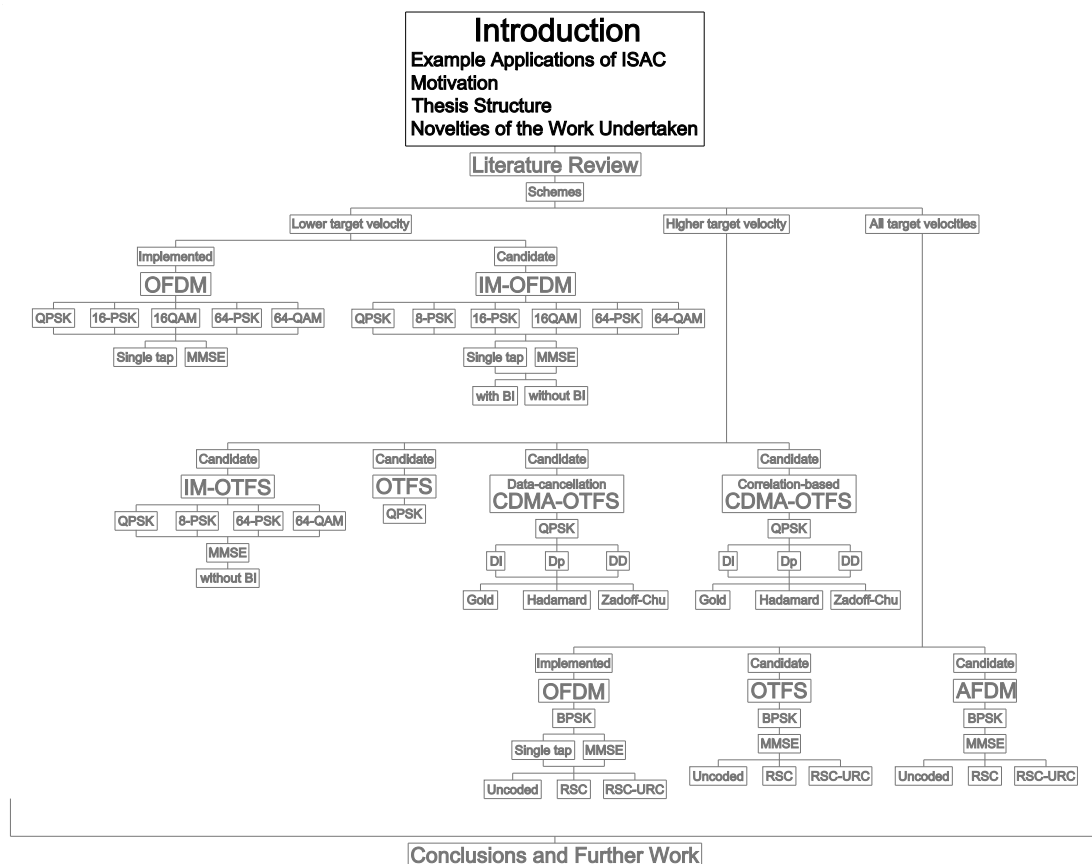 Introduction
Example Applications of ISAC
Motivation
Thesis Structure
Novelties of the Work Undertaken
Literature Review
Schemes
Lower target velocity
Higher target velocity
All target velocities
Implemented
Candidate
OFDM
IM-OFDM
QPSK
16-PSK
16QAM
64-PSK
64-QAM
QPSK
8-PSK
16-PSK
16QAM
64-PSK
64-QAM
Single tap
MMSE
Single tap
MMSE
with BI
without BI
Candidate
Candidate
Candidate
Candidate
IM-OTFS
OTFS
Data-cancellation
CDMA-OTFS
Correlation-based
CDMA-OTFS
QPSK
8-PSK
64-PSK
64-QAM
QPSK
QPSK
QPSK
MMSE
without BI
DI
Dp
DD
DI
Dp
DD
Gold
Hadamard
Zadoff-Chu
Gold
Hadamard
Zadoff-Chu
Implemented
Candidate
Candidate
OFDM
OTFS
AFDM
BPSK
BPSK
BPSK
Single tap
MMSE
MMSE
MMSE
Uncoded
RSC
RSC-URC
Uncoded
RSC
RSC-URC
Uncoded
RSC
RSC-URC
Conclusions and Further Work